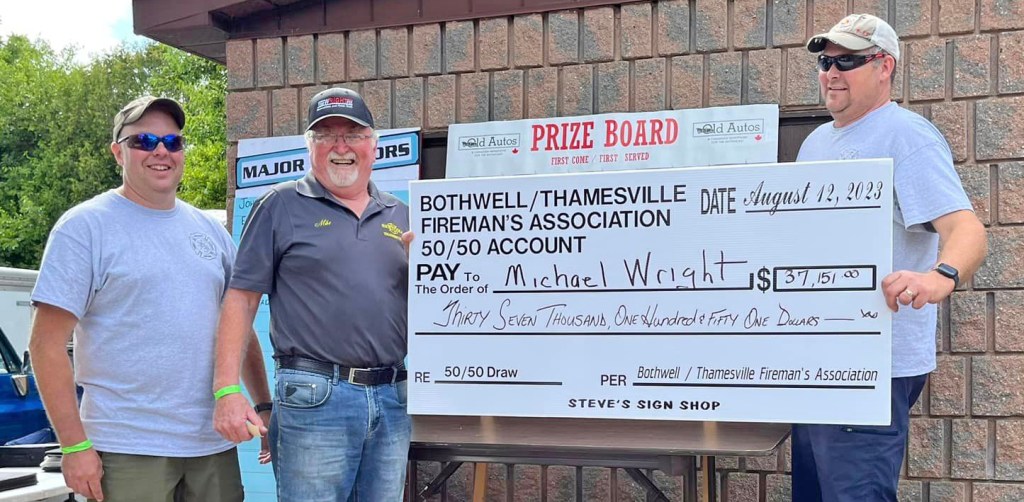 MAJOR
ORS
Old Autos
PRIZE BOARD
FIRST COME / FIRST SERVED
Old Autos
BOTHWELL/THAMESVILLE
FIREMAN'S ASSOCIATION
50/50 ACCOUNT
DATE August 12, 2023
PAY To
The Order of Michael Wright $ 37,151.00
Thirty Seven Thousand, One Hundred & Fifty One Dollars
RE 50/50 Draw
PER Bothwell / Thamesville Fireman's Association
STEVE'S SIGN SHOP
Mike